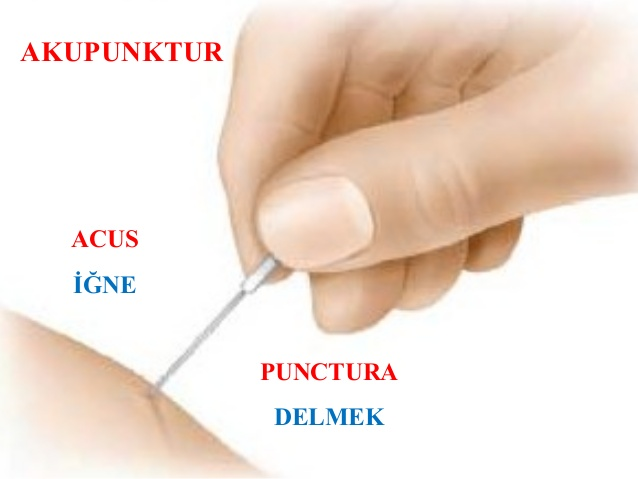 AKUPUNKTUR
ACUS
İĞNE
PUNCTURA
DELMEK